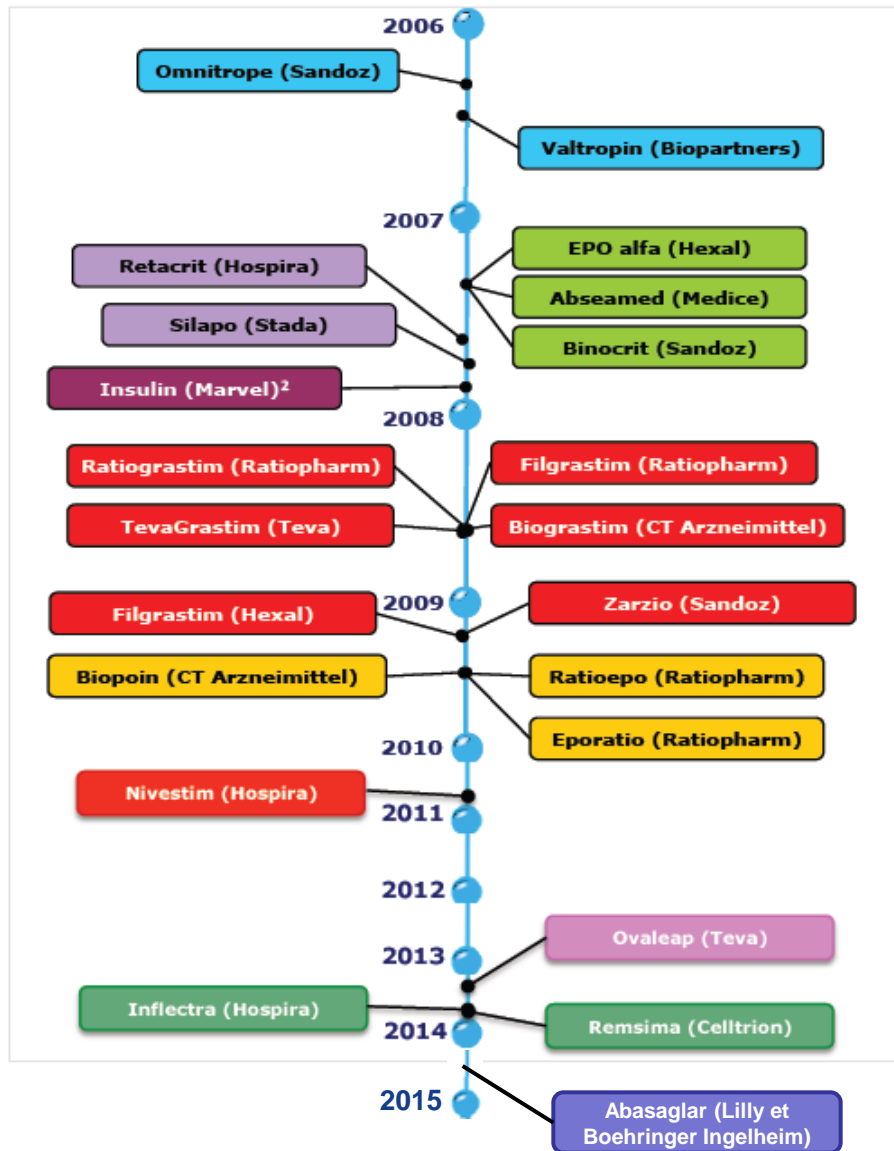 2006
Omnitrope (Sandoz)
Valtropin (Biopartners)
2007
EPO alfa (Hexal)
Retacrit (Hospira)
Abseamed (Medice)
Silapo (Stada)
Binocrit (Sandoz)
Insulin (Marvel)²
2008
Ratiograstim (Ratiopharm)
Filgrastim (Ratiopharm)
TevaGrastim (Teva)
Biograstim (CT Arzneimittel)
2009
Filgrastim (Hexal)
Zarzio (Sandoz)
Biopoin (CT Arzneimittel)
Ratioepo (Ratiopharm)
Eporatio (Ratiopharm)
2010
Nivestim (Hospira)
2011
2012
Ovaleap (Teva)
2013
Inflectra (Hospira)
Remsima (Celltrion)
2014
2015
Abasaglar (Lilly et
Boehringer Ingelheim)